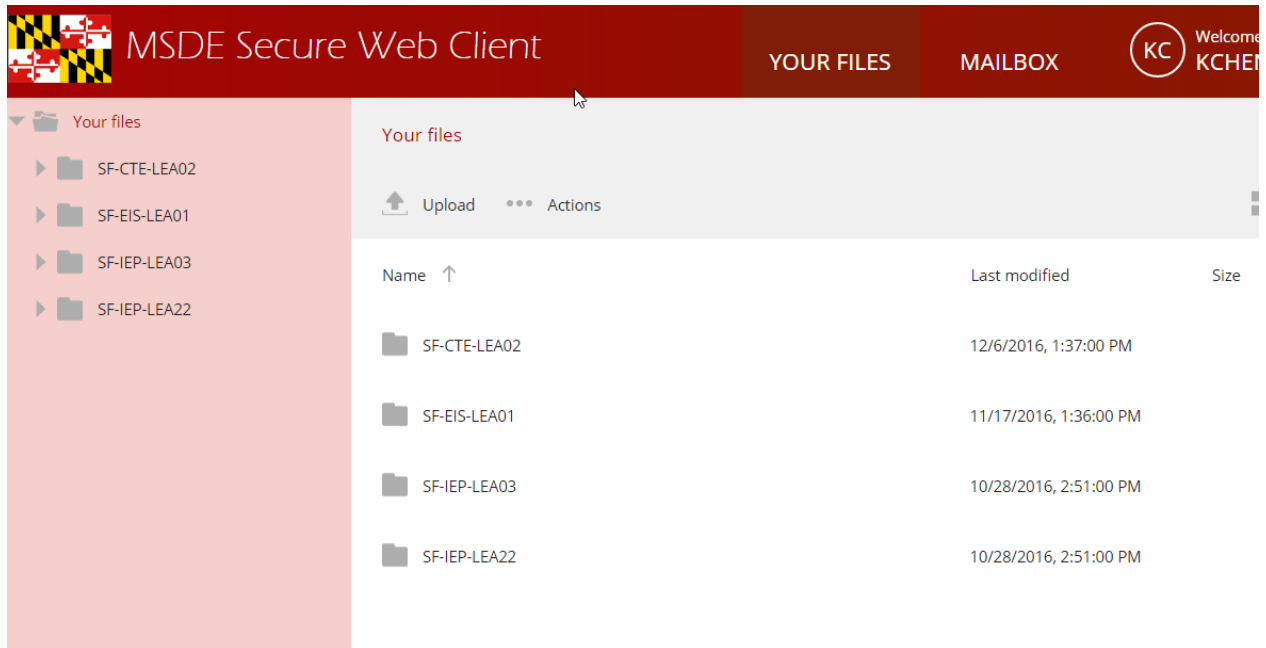 MSDE Secure Web Client
YOUR FILES
MAILBOX
KC
Welcome
Your files
SF-CTE-LEA02
SF-EIS-LEA01
SF-IEP-LEA03
SF-IEP-LEA22
Your files
Upload
Actions
Name Last modified Size
SF-CTE-LEA02 12/6/2016, 1:37:00 PM
SF-EIS-LEA01 11/17/2016, 1:36:00 PM
SF-IEP-LEA03 10/28/2016, 2:51:00 PM
SF-IEP-LEA22 10/28/2016, 2:51:00 PM